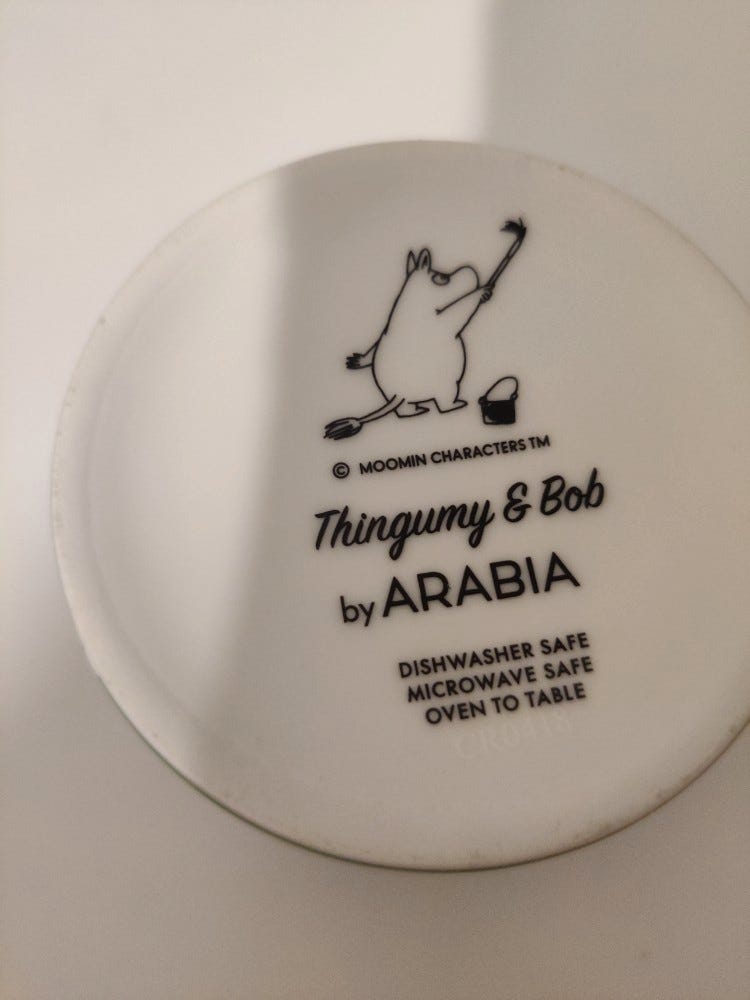 © MOOMIN CHARACTERS TM
Thingumy & Bob
by ARABIA
DISHWASHER SAFE
MICROWAVE SAFE
OVEN TO TABLE